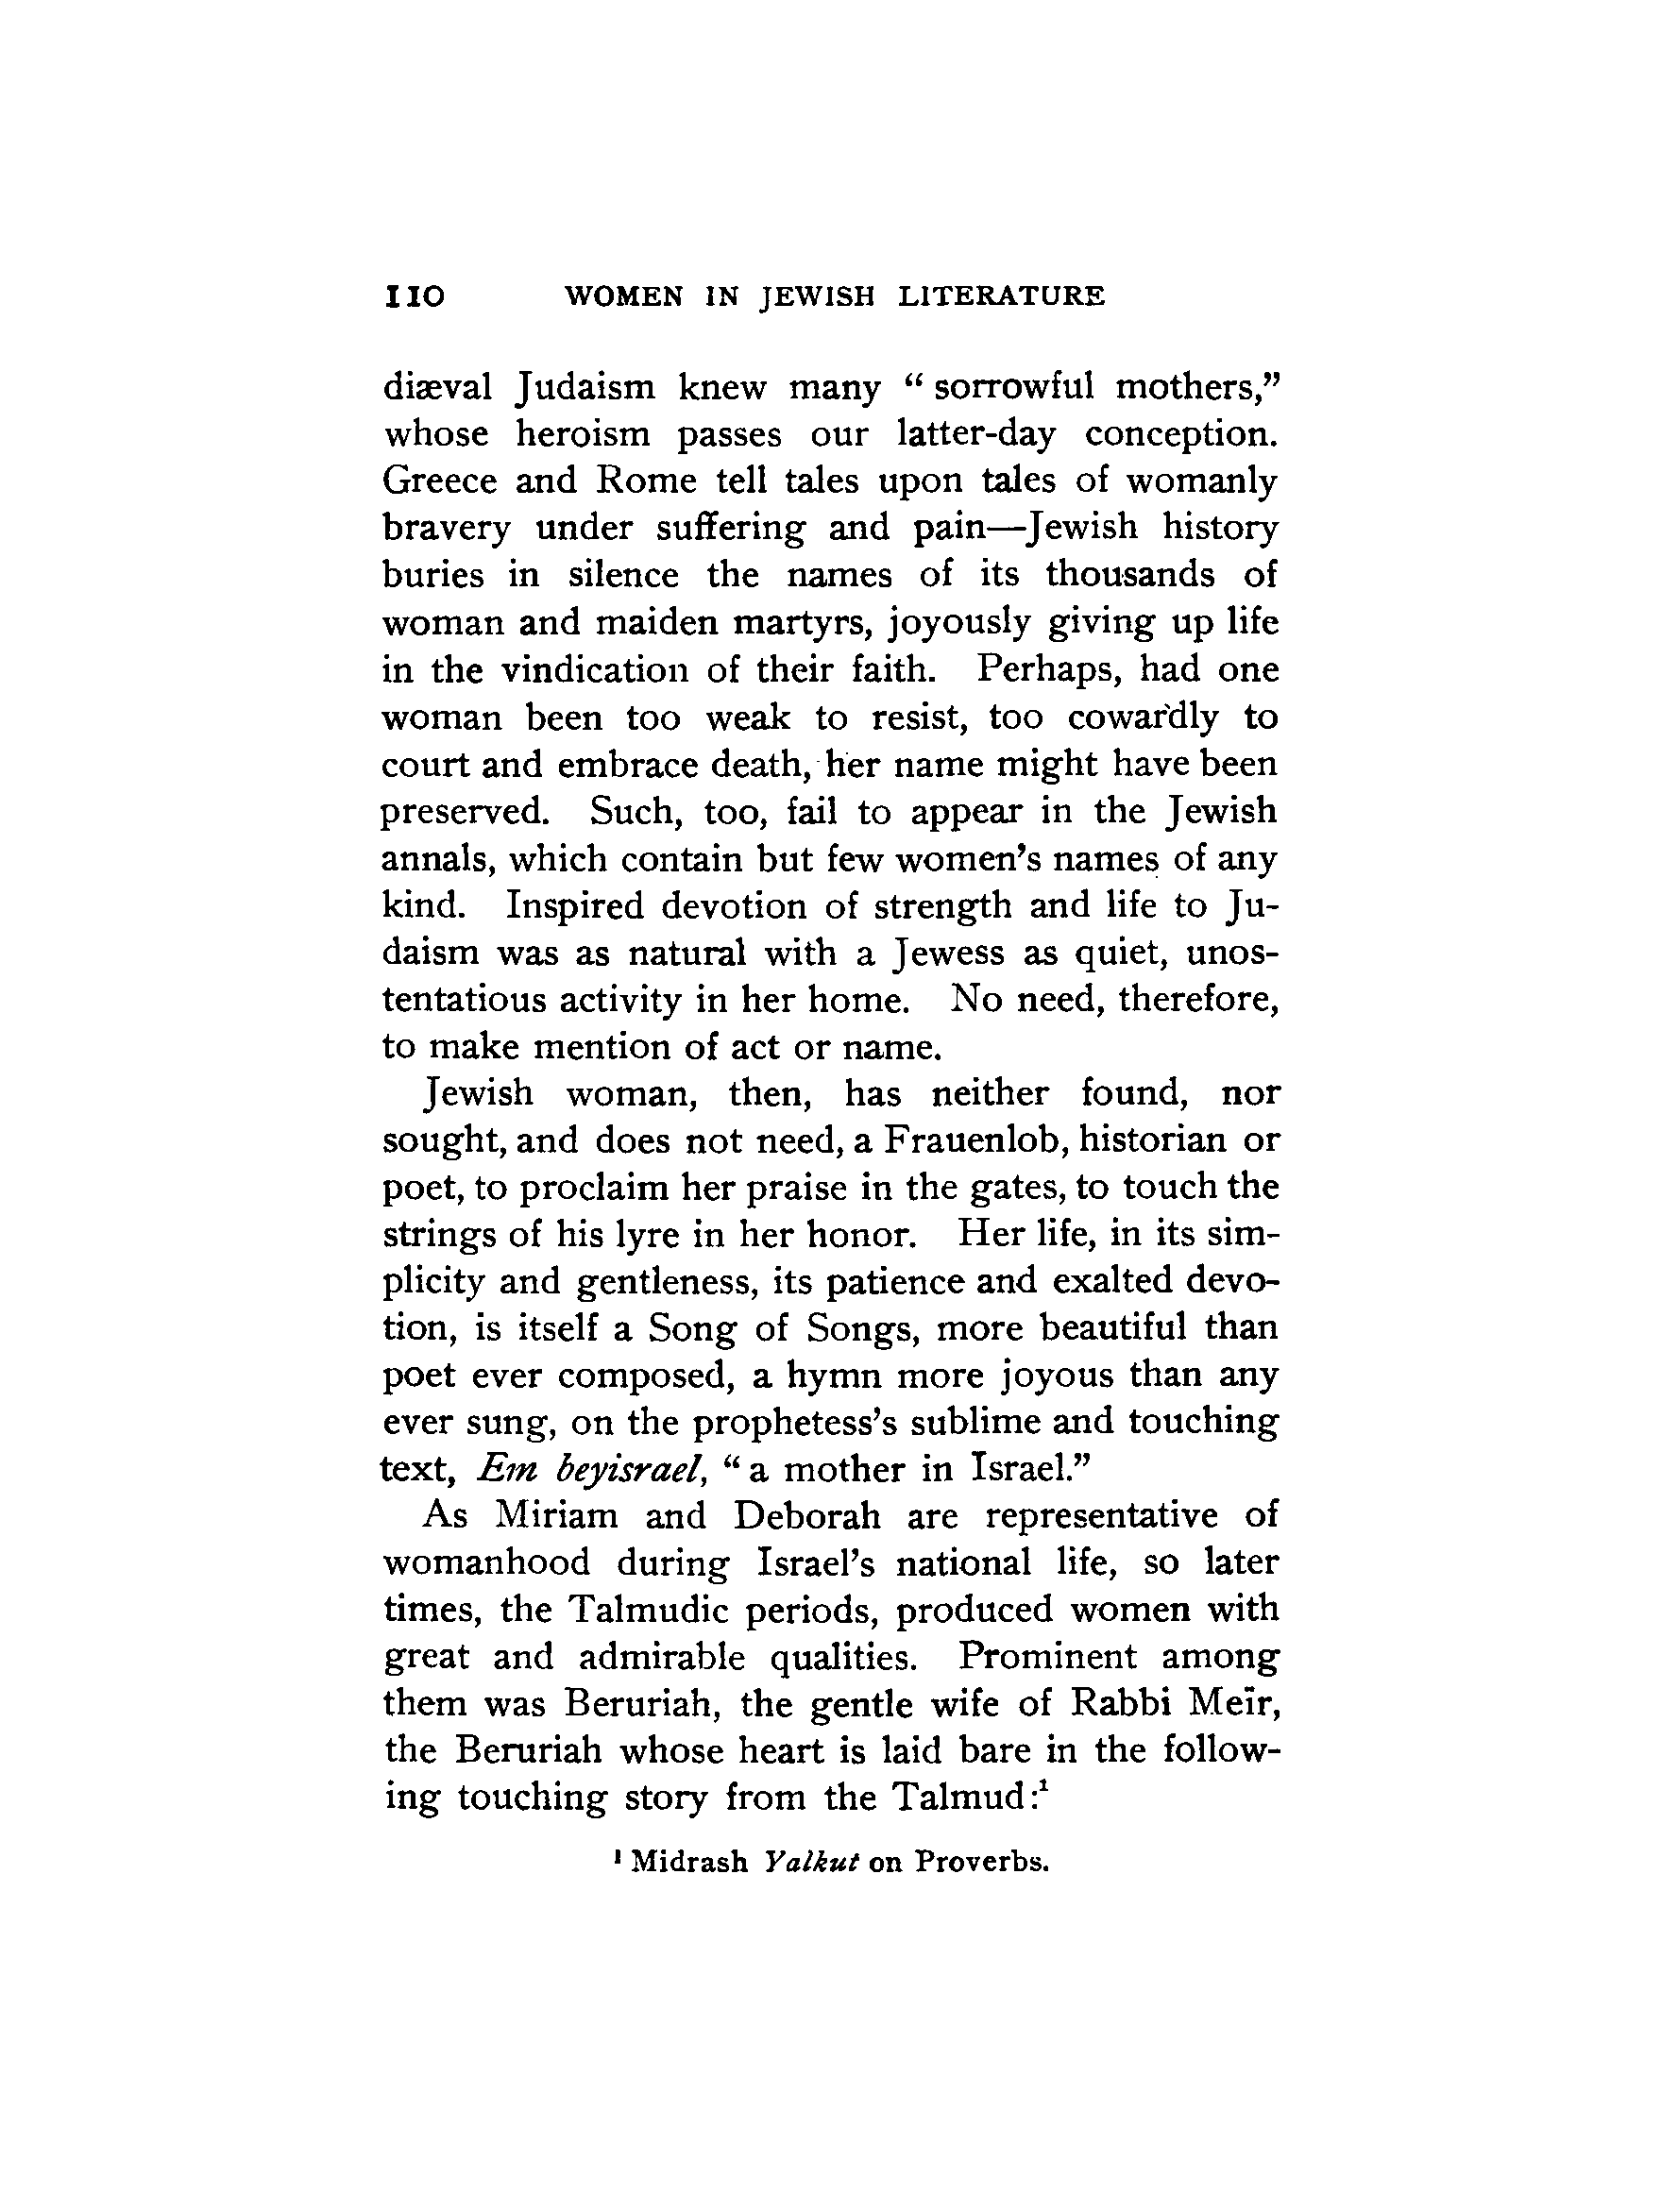 110 WOMEN IN JEWISH LITERATURE
diæval Judaism knew many “ sorrowful mothers,”
whose heroism passes our latter-day conception.
Greece and Rome tell tales upon tales of womanly
bravery under suffering and pain—Jewish history
buries in silence the names of its thousands of
woman and maiden martyrs, joyously giving up life
in the vindication of their faith. Perhaps, had one
woman been too weak to resist, too cowardly to
court and embrace death, her name might have been
preserved. Such, too, fail to appear in the Jewish
annals, which contain but few women’s names of any
kind. Inspired devotion of strength and life to Ju-
daism was as natural with a Jewess as quiet, unos-
tentatious activity in her home. No need, therefore,
to make mention of act or name.
Jewish woman, then, has neither found, nor
sought, and does not need, a Frauenlob, historian or
poet, to proclaim her praise in the gates, to touch the
strings of his lyre in her honor. Her life, in its sim-
plicity and gentleness, its patience and exalted devo-
tion, is itself a Song of Songs, more beautiful than
poet ever composed, a hymn more joyous than any
ever sung, on the prophetess’s sublime and touching
text, Em beyisrael, “ a mother in Israel.”
As Miriam and Deborah are representative of
womanhood during Israel’s national life, so later
times, the Talmudic periods, produced women with
great and admirable qualities. Prominent among
them was Beruriah, the gentle wife of Rabbi Meïr,
the Beruriah whose heart is laid bare in the follow-
ing touching story from the Talmud:¹
¹ Midrash Yalkut on Proverbs.